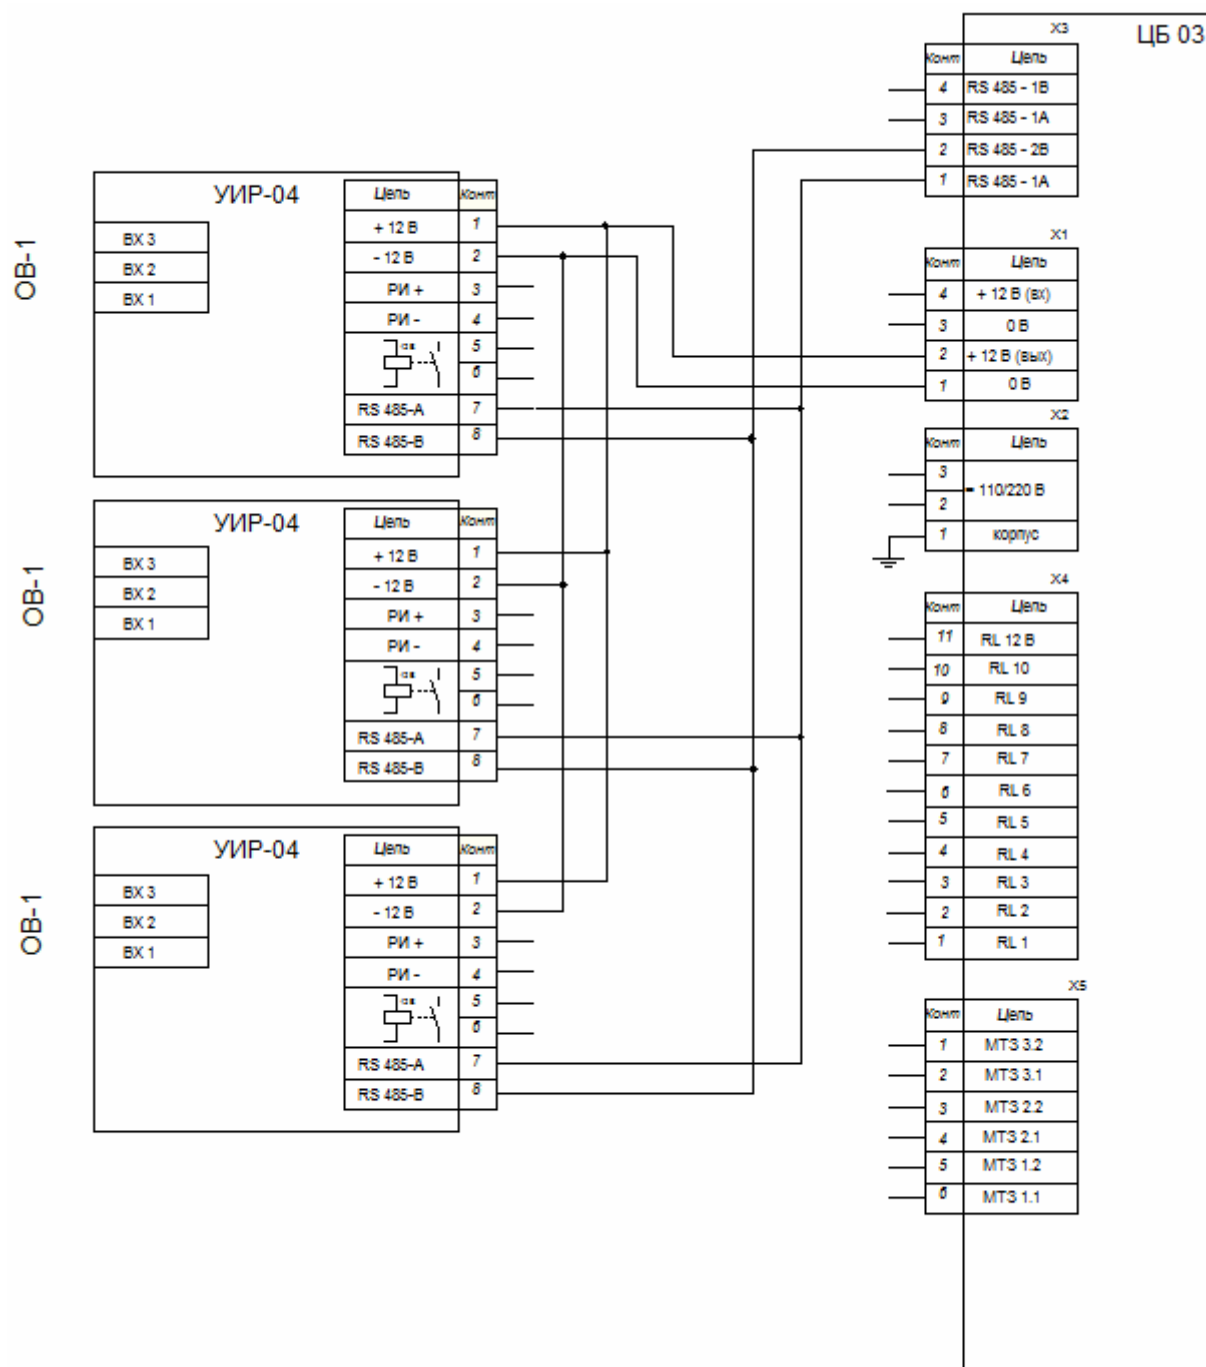 ЦБ 03
X3
Конт Цепь
4 RS 485 - 1В
3 RS 485 - 1А
2 RS 485 - 2В
1 RS 485 - 1А
X1
Конт Цепь
4 + 12 В (вх)
3 0 В
2 + 12 В (вых)
1 0 В
X2
Конт Цепь
3
= 110/220 В
2
1 корпус
X4
Конт Цепь
11 RL 12 В
10 RL 10
9 RL 9
8 RL 8
7 RL 7
6 RL 6
5 RL 5
4 RL 4
3 RL 3
2 RL 2
1 RL 1
X5
Конт Цепь
1 МТЗ 3.2
2 МТЗ 3.1
3 МТЗ 2.2
4 МТЗ 2.1
5 МТЗ 1.2
6 МТЗ 1.1
ОВ-1
УИР-04
ВХ 3
ВХ 2
ВХ 1
Цепь Конт
+ 12 В 1
- 12 В 2
РИ + 3
РИ - 4
5
6
RS 485-А 7
RS 485-В 8
ОВ-1
УИР-04
ВХ 3
ВХ 2
ВХ 1
Цепь Конт
+ 12 В 1
- 12 В 2
РИ + 3
РИ - 4
5
6
RS 485-А 7
RS 485-В 8
ОВ-1
УИР-04
ВХ 3
ВХ 2
ВХ 1
Цепь Конт
+ 12 В 1
- 12 В 2
РИ + 3
РИ - 4
5
6
RS 485-А 7
RS 485-В 8